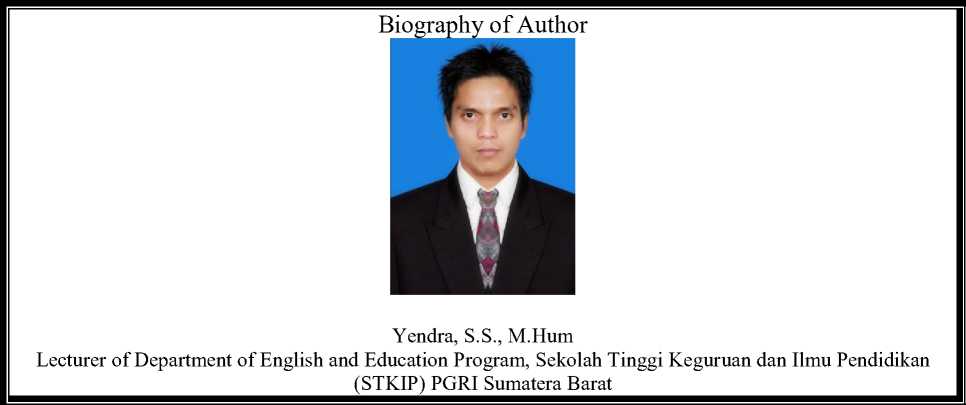 Biography of Author
Yendra, S.S., M.Hum
Lecturer of Department of English and Education Program, Sekolah Tinggi Keguruan dan Ilmu Pendidikan
(STKIP) PGRI Sumatera Barat